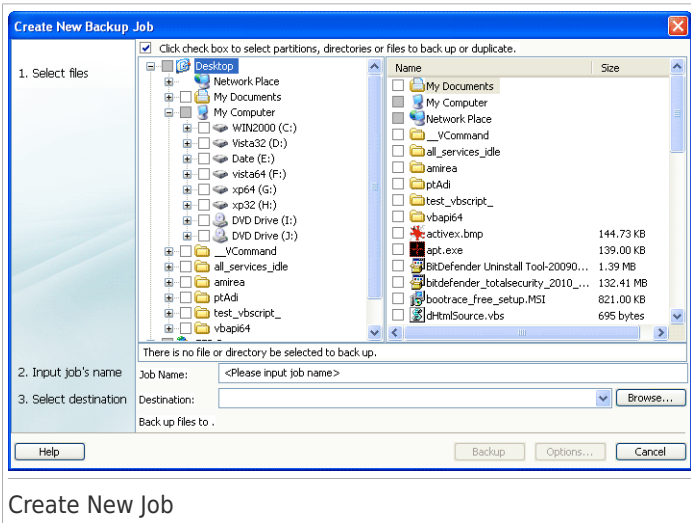 Create New Backup Job
Click check box to select partitions, directories or files to back up or duplicate.
1. Select files
Desktop
Network Place
My Documents
My Computer
WIN2000 (C:)
Vista32 (D:)
Date (E:)
vista64 (F:)
xp64 (G:)
xp32 (H:)
DVD Drive (I:)
DVD Drive (J:)
__VCommand
all_services_idle
amirea
ptAdi
test_vbscript_
vbapi64
Name Size
My Documents
My Computer
Network Place
__VCommand
all_services_idle
amirea
ptAdi
test_vbscript_
vbapi64
activex.bmp 144.73 KB
apt.exe 139.00 KB
BitDefender Uninstall Tool-20090... 1.39 MB
bitdefender_totalsecurity_2010_... 132.41 MB
bootrace_free_setup.MSI 821.00 KB
dHtmlSource.vbs 695 bytes
There is no file or directory be selected to back up.
2. Input job's name
Job Name: <Please input job name>
3. Select destination
Destination: Browse...
Back up files to .
Help Backup Options... Cancel
Create New Job